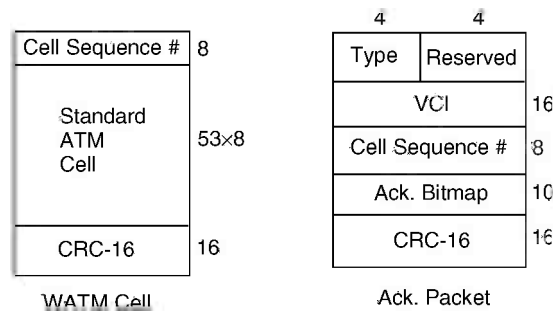 Cell Sequence # 8
Standard
ATM
Cell
53×8
CRC-16 16
WATM Cell
4 4
Type Reserved
VCI 16
Cell Sequence # 8
Ack. Bitmap 10
CRC-16 16
Ack. Packet